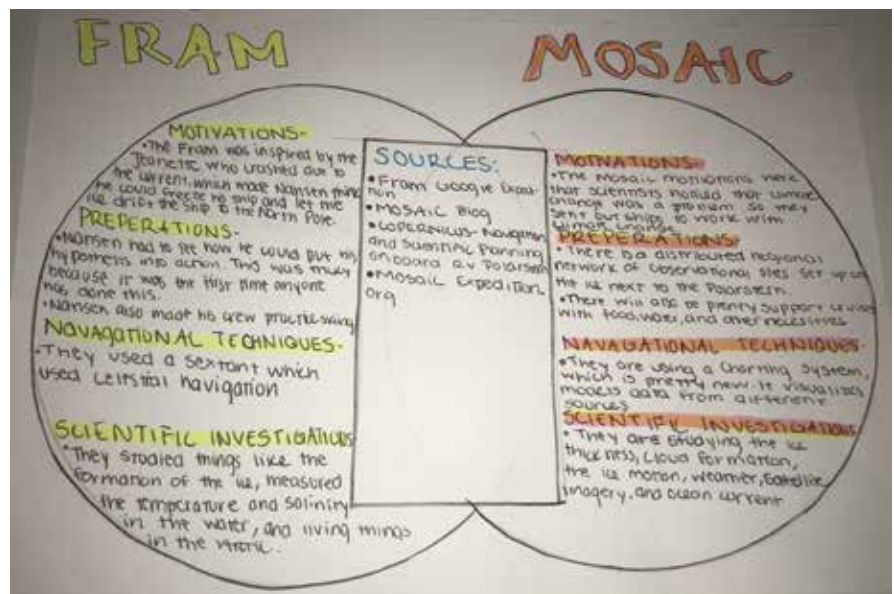 FRAM
MOSAIC
MOTIVATIONS-
•The Fram was inspired by the
Jeanette who crashed due to
the current, which made Nansen think
he could freeze his ship and let the
ice drift the ship to the North Pole.
PREPERATIONS-
•Nansen had to see how he could put his
hypothesis into action. This was tricky
because it was the first time anyone
has done this.
•Nansen also made his crew practice
NAVAGATIONAL TECHNIQUES-
•They used a sextant which
used celestial navigation
SCIENTIFIC INVESTIGATIONS
•They studied things like the
formation of the ice, measured
the temperature and salinity
in the water, and living things
in the
SOURCES:
•Fram Google Expedi-
tion
•MOSAiC Blog
•COPERNICUS- Navigation
and Scientific Planning
onboard RV Polarstern
•Mosaic Expedition.
org
MOTIVATIONS-
•The Mosaic motivations were
that scientists noticed that climate
change was a problem so they
sent out ships to work with
climate change.
PREPERATIONS-
•There is a distributed regional
network of observational sites set up on
the ice next to the Polarstern.
•There will also be plenty support cruises
with food, water, and other necessities
NAVAGATIONAL TECHNIQUES-
•They are using a Charting System,
which is pretty new. It visualizes
models data from different
sources
SCIENTIFIC INVESTIGATIONS
•They are studying the ice
thickness, cloud formation,
the ice motion, weather, Satellite
imagery, and ocean current